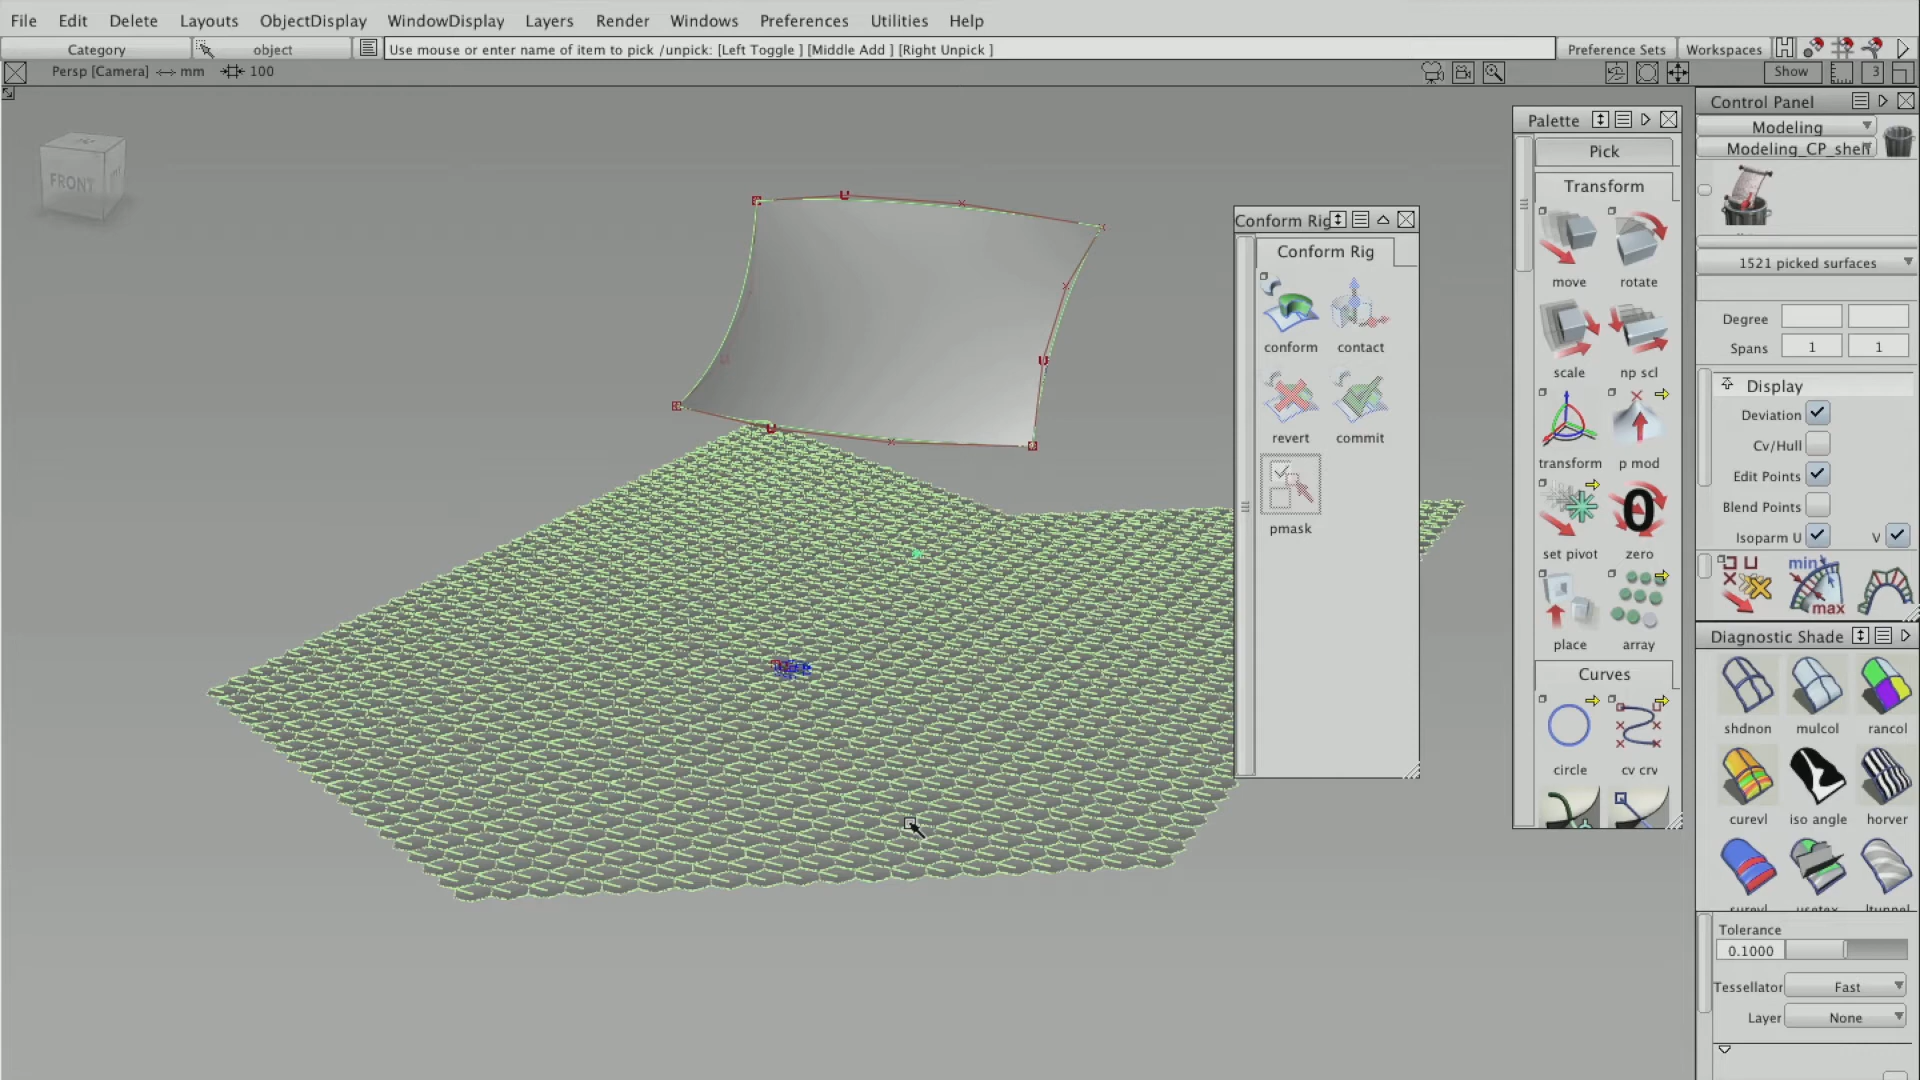 File Edit Delete Layouts ObjectDisplay WindowDisplay Layers Render Windows Preferences Utilities Help
Category object Use mouse or enter name of item to pick /unpick: [Left Toggle ] [Middle Add ] [Right Unpick ] Preference Sets Workspaces
Persp [Camera] mm 100 Show 3
FRONT
Conform Rig
Conform Rig
conform contact
revert commit
pmask
Palette
Pick
Transform
move rotate
scale np scl
transform p mod
set pivot zero
place array
Curves
circle cv crv
Control Panel
Modeling
Modeling_CP_shelf
1521 picked surfaces
Degree
Spans 1 1
Display
Deviation
Cv/Hull
Edit Points
Blend Points
Isoparm U V
min
max
Diagnostic Shade
shdnon mulcol rancol
curevl iso angle horver
surevl usetex ltunnel
Tolerance
0.1000
Tessellator Fast
Layer None